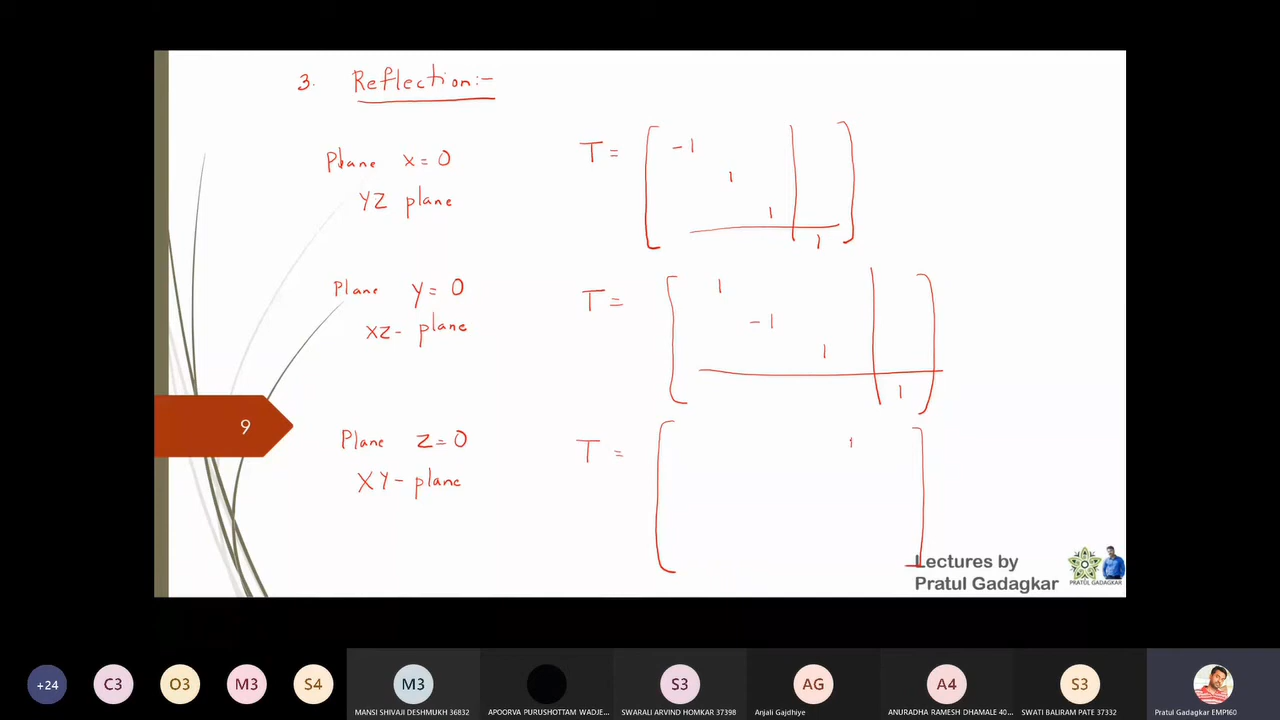 3. Reflection:-
Plane x=0
YZ plane
T=
-1
1
1
1
Plane y=0
XZ- plane
T=
1
-1
1
1
9
Plane z=0
XY-plane
T=
1
Lectures by
Pratul Gadagkar
PRATUL GADAGKAR
+24
C3
O3
M3
S4
M3
MANSI SHIVAJI DESHMUKH 36832
APOORVA PURUSHOTTAM WADJE...
S3
SWARALI ARVIND HOMKAR 37398
AG
Anjali Gajdhiye
A4
ANURADHA RAMESH DHAMALE 40...
S3
SWATI BALIRAM PATE 37332
Pratul Gadagkar EMP160